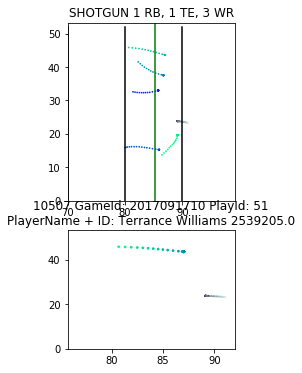 SHOTGUN 1 RB, 1 TE, 3 WR
50
40
30
20
10
0
70 80 90
10507 GameId: 2017091710 PlayId: 51
PlayerName + ID: Terrance Williams 2539205.0
40
20
0
80 85 90